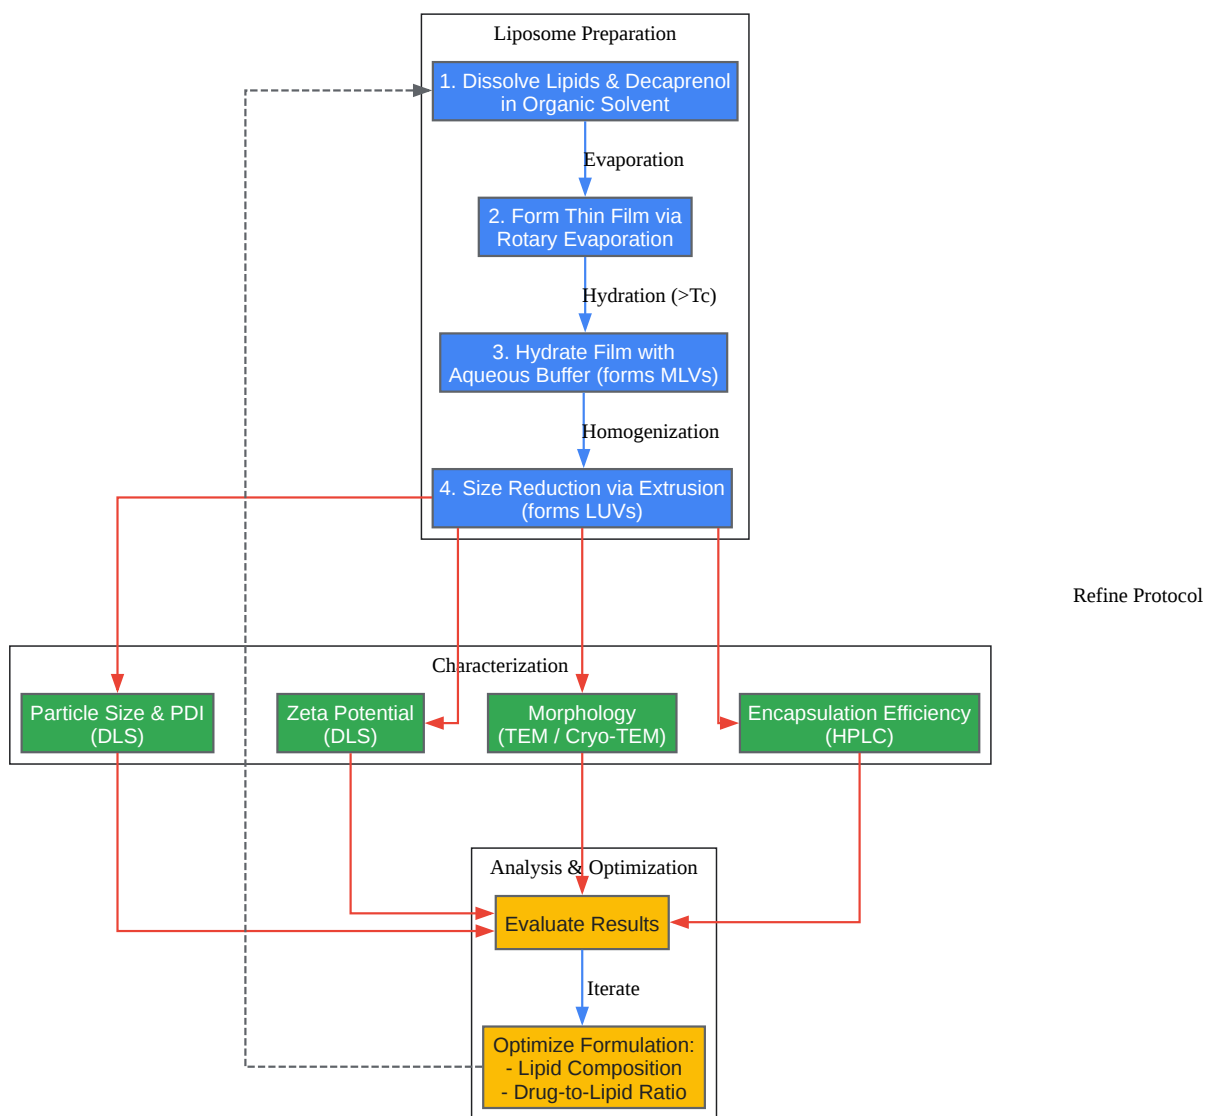 Liposome Preparation
1. Dissolve Lipids & Decaprenol
in Organic Solvent
Evaporation
2. Form Thin Film via
Rotary Evaporation
Hydration (>Tc)
3. Hydrate Film with
Aqueous Buffer (forms MLVs)
Homogenization
4. Size Reduction via Extrusion
(forms LUVs)
Refine Protocol
Characterization
Particle Size & PDI
(DLS)
Zeta Potential
(DLS)
Morphology
(TEM / Cryo-TEM)
Encapsulation Efficiency
(HPLC)
Analysis & Optimization
Evaluate Results
Iterate
Optimize Formulation:
- Lipid Composition
- Drug-to-Lipid Ratio